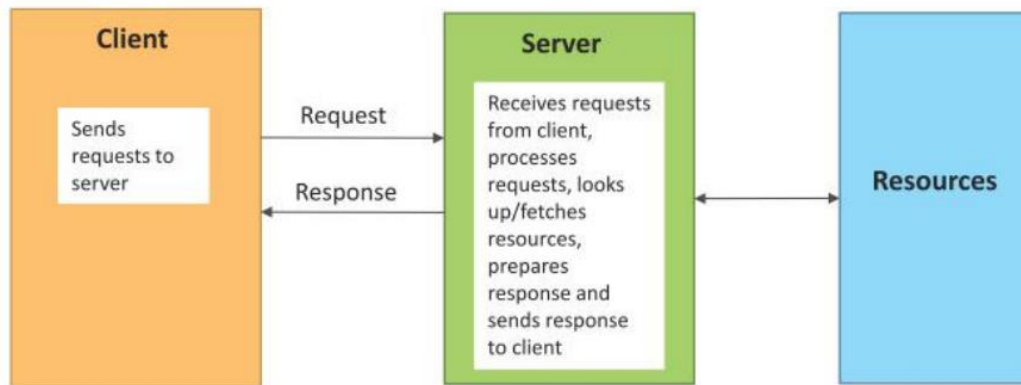 Client
Sends
requests to
server
Request
Response
Server
Receives requests
from client,
processes
requests, looks
up/fetches
resources,
prepares
response and
sends response
to client
Resources